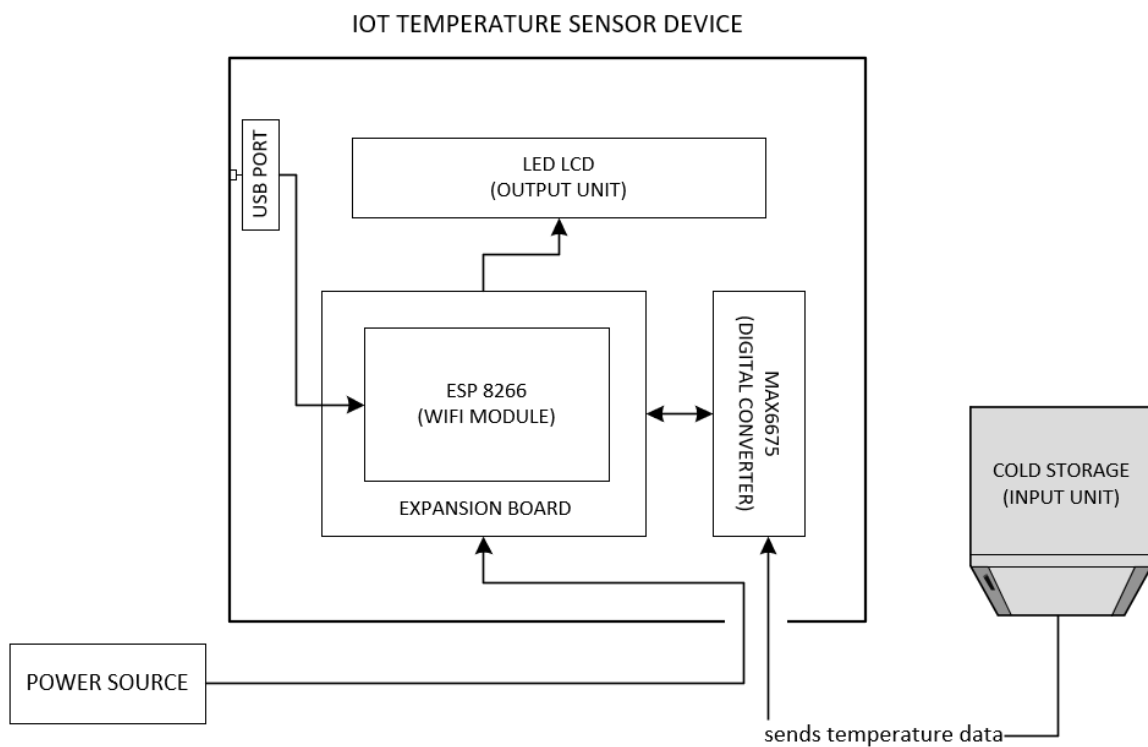 IOT TEMPERATURE SENSOR DEVICE
USB PORT
LED LCD
(OUTPUT UNIT)
ESP 8266
(WIFI MODULE)
EXPANSION BOARD
MAX6675
(DIGITAL CONVERTER)
COLD STORAGE
(INPUT UNIT)
POWER SOURCE
sends temperature data